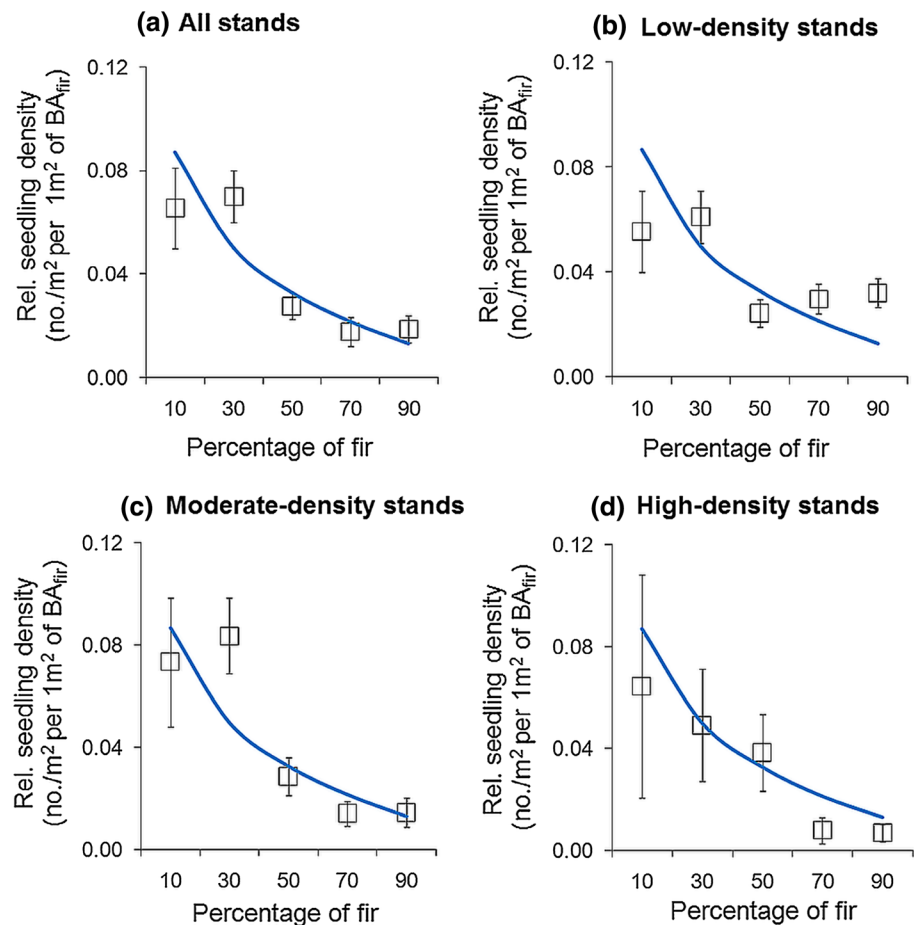 (a) All stands
Rel. seedling density
(no./m² per 1m² of BAfir)
0.12
0.08
0.04
0.00
10 30 50 70 90
Percentage of fir
(b) Low-density stands
Rel. seedling density
(no./m² per 1m² of BAfir)
0.12
0.08
0.04
0.00
10 30 50 70 90
Percentage of fir
(c) Moderate-density stands
Rel. seedling density
(no./m² per 1m² of BAfir)
0.12
0.08
0.04
0.00
10 30 50 70 90
Percentage of fir
(d) High-density stands
Rel. seedling density
(no./m² per 1m² of BAfir)
0.12
0.08
0.04
0.00
10 30 50 70 90
Percentage of fir